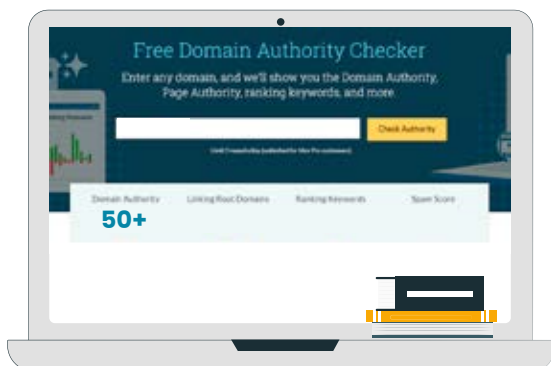 Free Domain Authority Checker
Enter any domain, and we'll show you the Domain Authority,
Page Authority, ranking keywords, and more.
Check Authority
Domain Authority Linking Root Domains Ranking Keywords Spam Score
50+